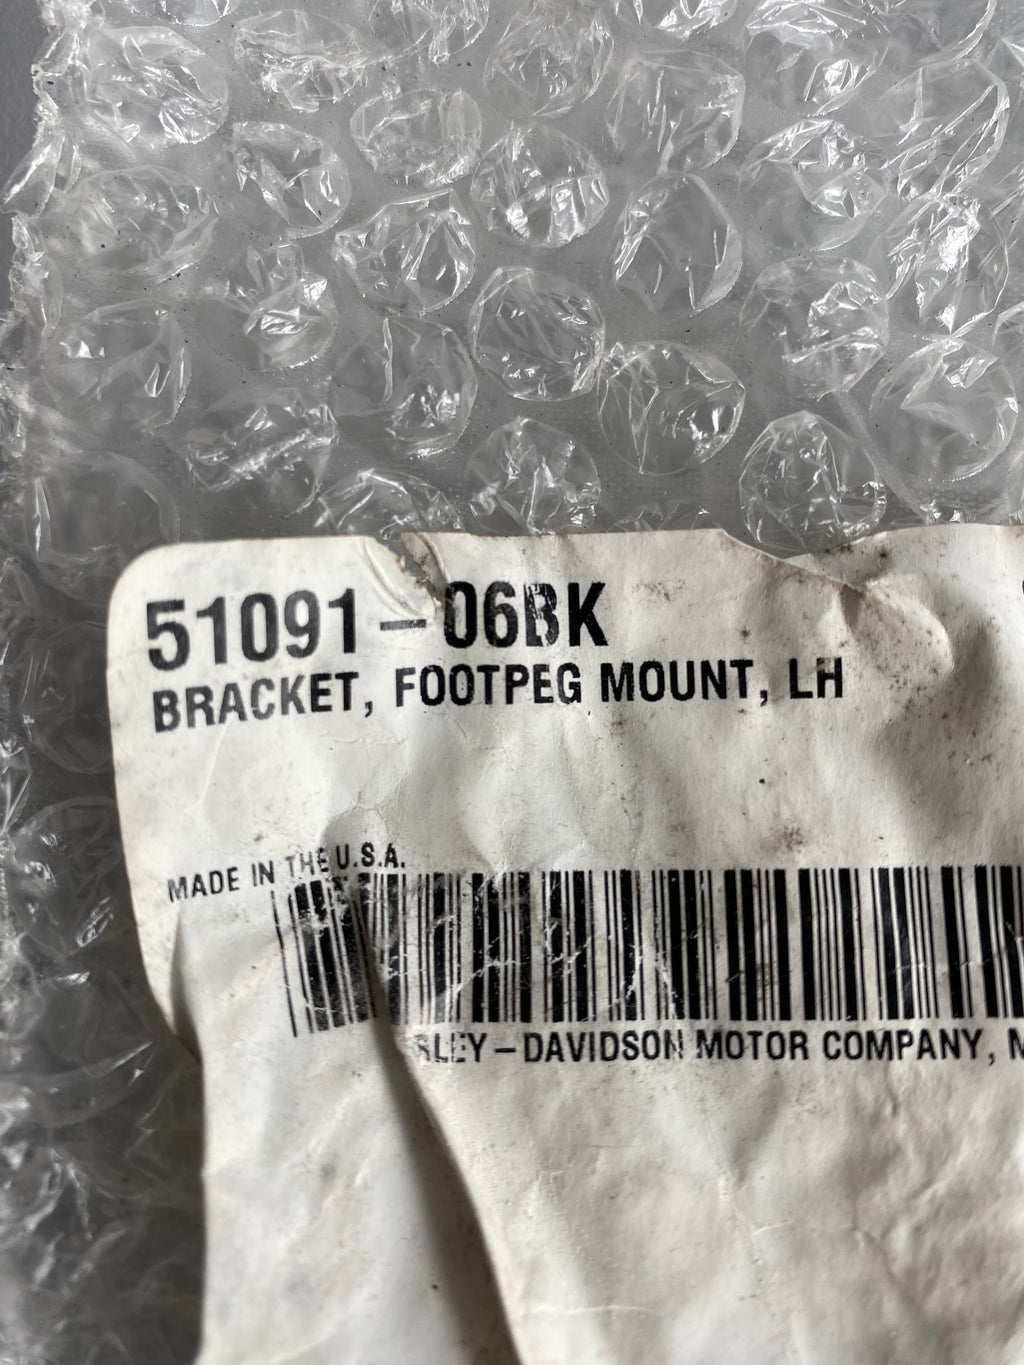 51091-06BK
BRACKET, FOOTPEG MOUNT, LH
MADE IN THE U.S.A.
RLEY-DAVIDSON MOTOR COMPANY, M